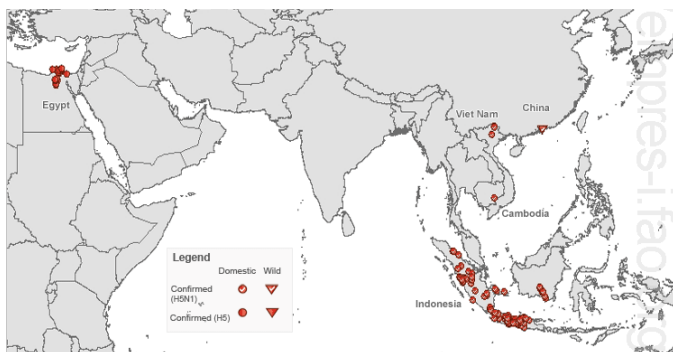 China
Viet Nam
Egypt
Cambodia
Legend
Domestic Wild
Confirmed
(H5N1)
Confirmed (H5)
Indonesia
empres-i.fao.org